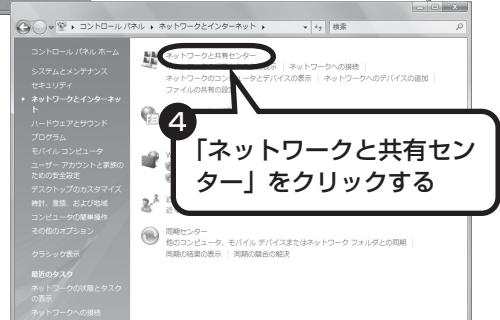 コントロール パネル ▸ ネットワークとインターネット ▸
検索
コントロール パネル ホーム
システムとメンテナンス
セキュリティ
• ネットワークとインターネッ
ト
ハードウェアとサウンド
プログラム
モバイル コンピュータ
ユーザー アカウントと家族の
ための安全設定
デスクトップのカスタマイズ
時計、言語、および地域
コンピュータの簡単操作
その他のオプション
クラシック表示
最近のタスク
ネットワークの状態とタスク
の表示
ネットワークへの接続
ネットワークと共有センター
表示 | ネットワークへの接続
ネットワークのコンピュータとデバイスの表示 | ネットワークへのデバイスの追加
ファイルの共有の設定
4
「ネットワークと共有セン
ター」をクリックする
同期センター
他のコンピュータ、モバイル デバイスまたはネットワーク フォルダとの同期
同期の結果の表示 | 同期の競合の解決